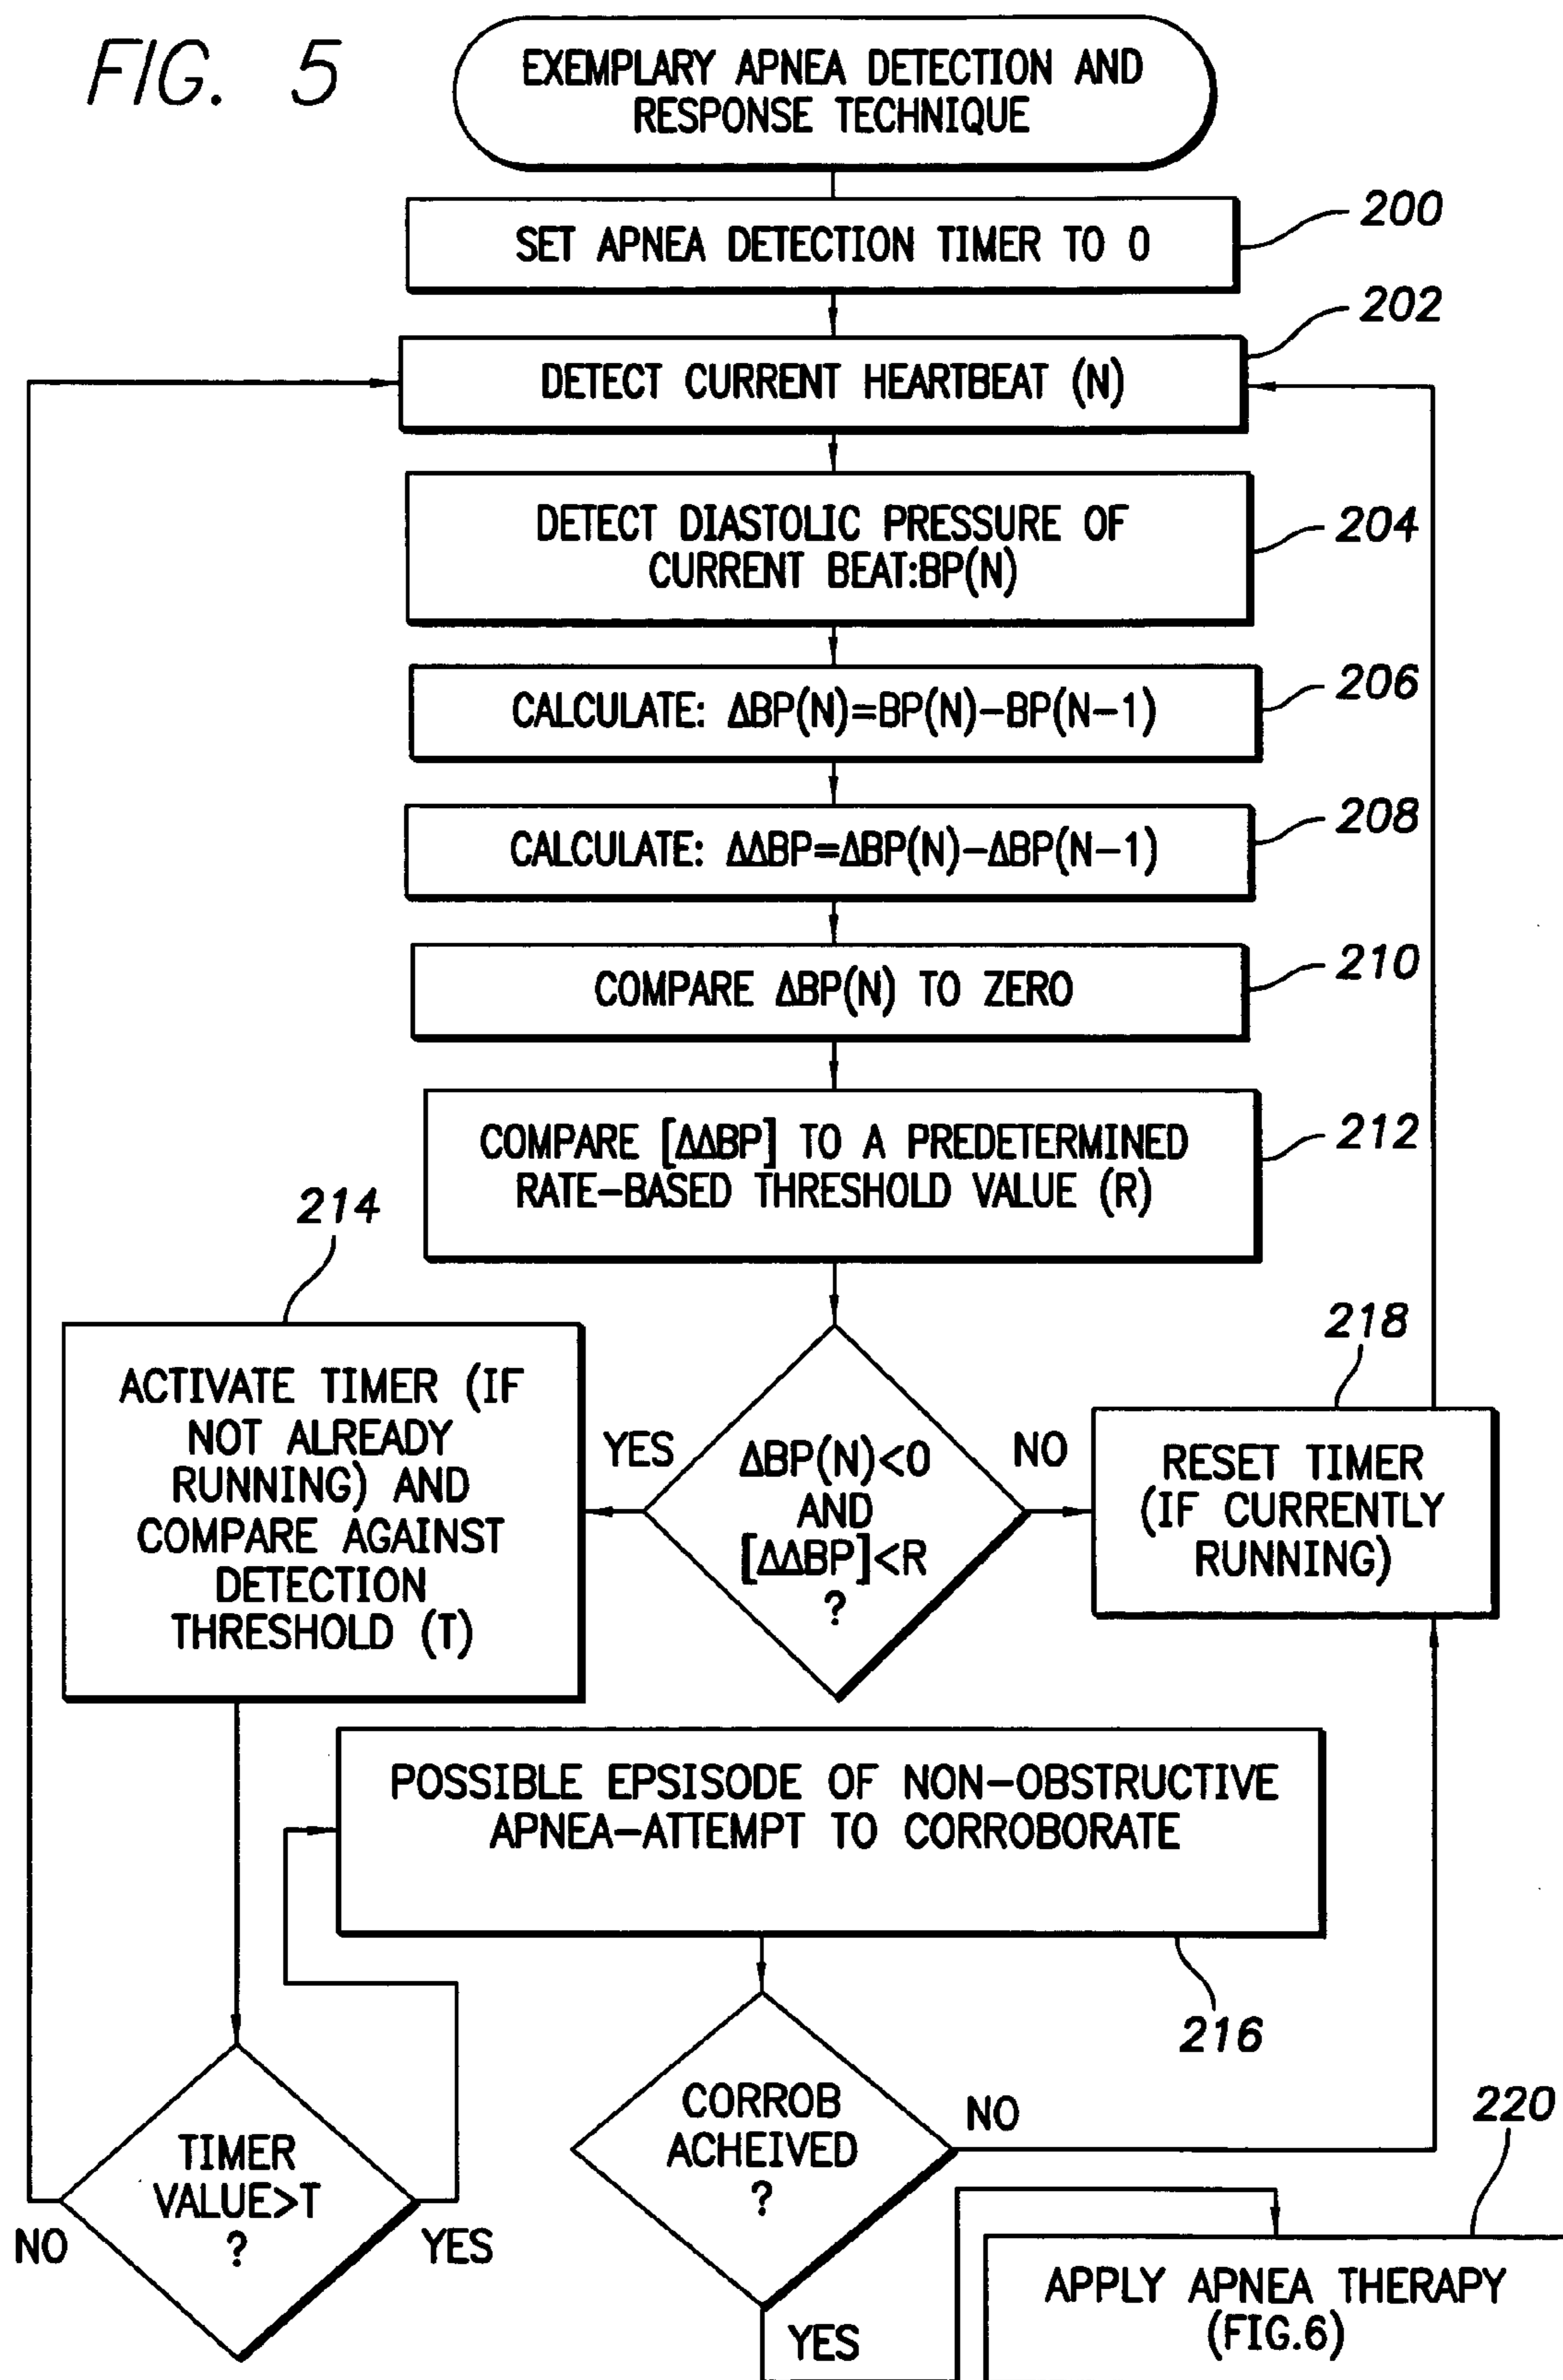 FIG. 5
EXEMPLARY APNEA DETECTION AND
RESPONSE TECHNIQUE
200
SET APNEA DETECTION TIMER TO 0
202
DETECT CURRENT HEARTBEAT (N)
DETECT DIASTOLIC PRESSURE OF
CURRENT BEAT:BP(N)
204
206
CALCULATE: ΔBP(N)=BP(N)-BP(N-1)
208
CALCULATE: ΔΔBP=ΔBP(N)-ΔBP(N-1)
210
COMPARE ΔBP(N) TO ZERO
COMPARE [ΔΔBP] TO A PREDETERMINED
RATE-BASED THRESHOLD VALUE (R)
212
214
ACTIVATE TIMER (IF
NOT ALREADY
RUNNING) AND
COMPARE AGAINST
DETECTION
THRESHOLD (T)
YES
ΔBP(N)<0
AND
[ΔΔBP]<R
?
NO
218
RESET TIMER
(IF CURRENTLY
RUNNING)
POSSIBLE EPSISODE OF NON-OBSTRUCTIVE
APNEA-ATTEMPT TO CORROBORATE
216
TIMER
VALUE>T
?
NO
YES
CORROB
ACHEIVED
?
NO
YES
220
APPLY APNEA THERAPY
(FIG.6)